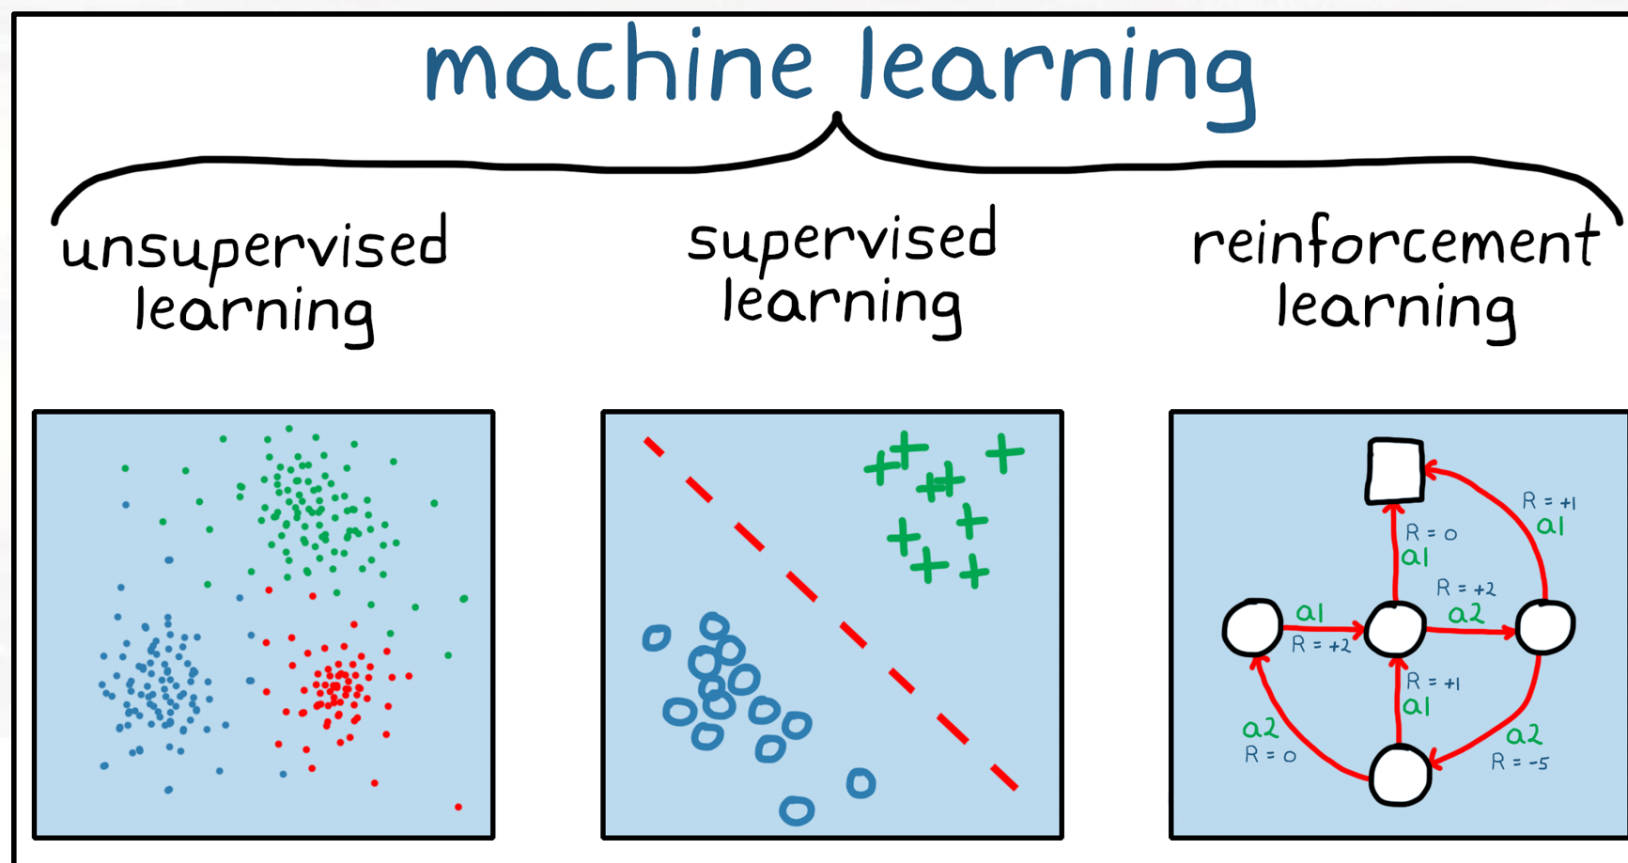 machine learning
unsupervised
learning
supervised
learning
reinforcement
learning
R = +1
a1
R = 0
a1
R = +2
a2
a1
R = +2
R = +1
a1
a2
R = 0
a2
R = -5